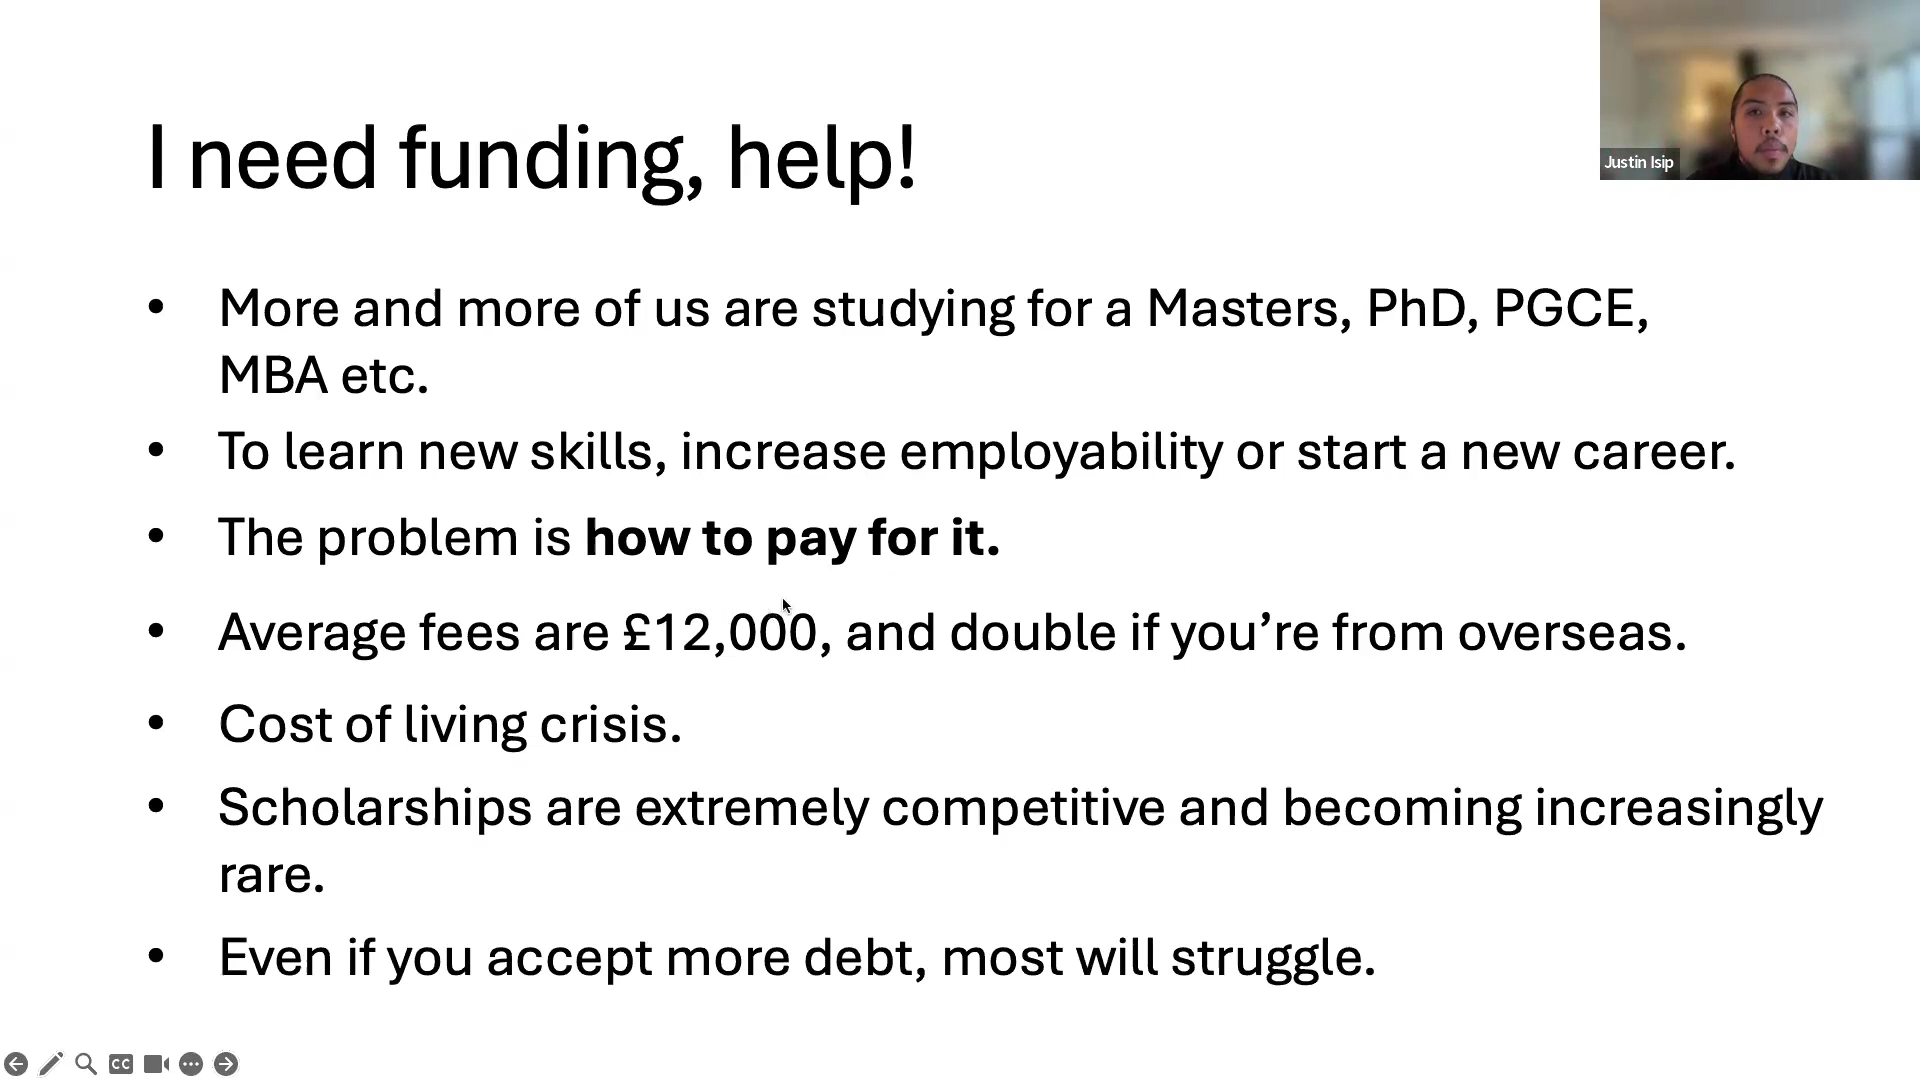 I need funding, help!
Justin Isip
• More and more of us are studying for a Masters, PhD, PGCE,
MBA etc.
• To learn new skills, increase employability or start a new career.
• The problem is how to pay for it.
• Average fees are £12,000, and double if you’re from overseas.
• Cost of living crisis.
• Scholarships are extremely competitive and becoming increasingly
rare.
• Even if you accept more debt, most will struggle.
CC